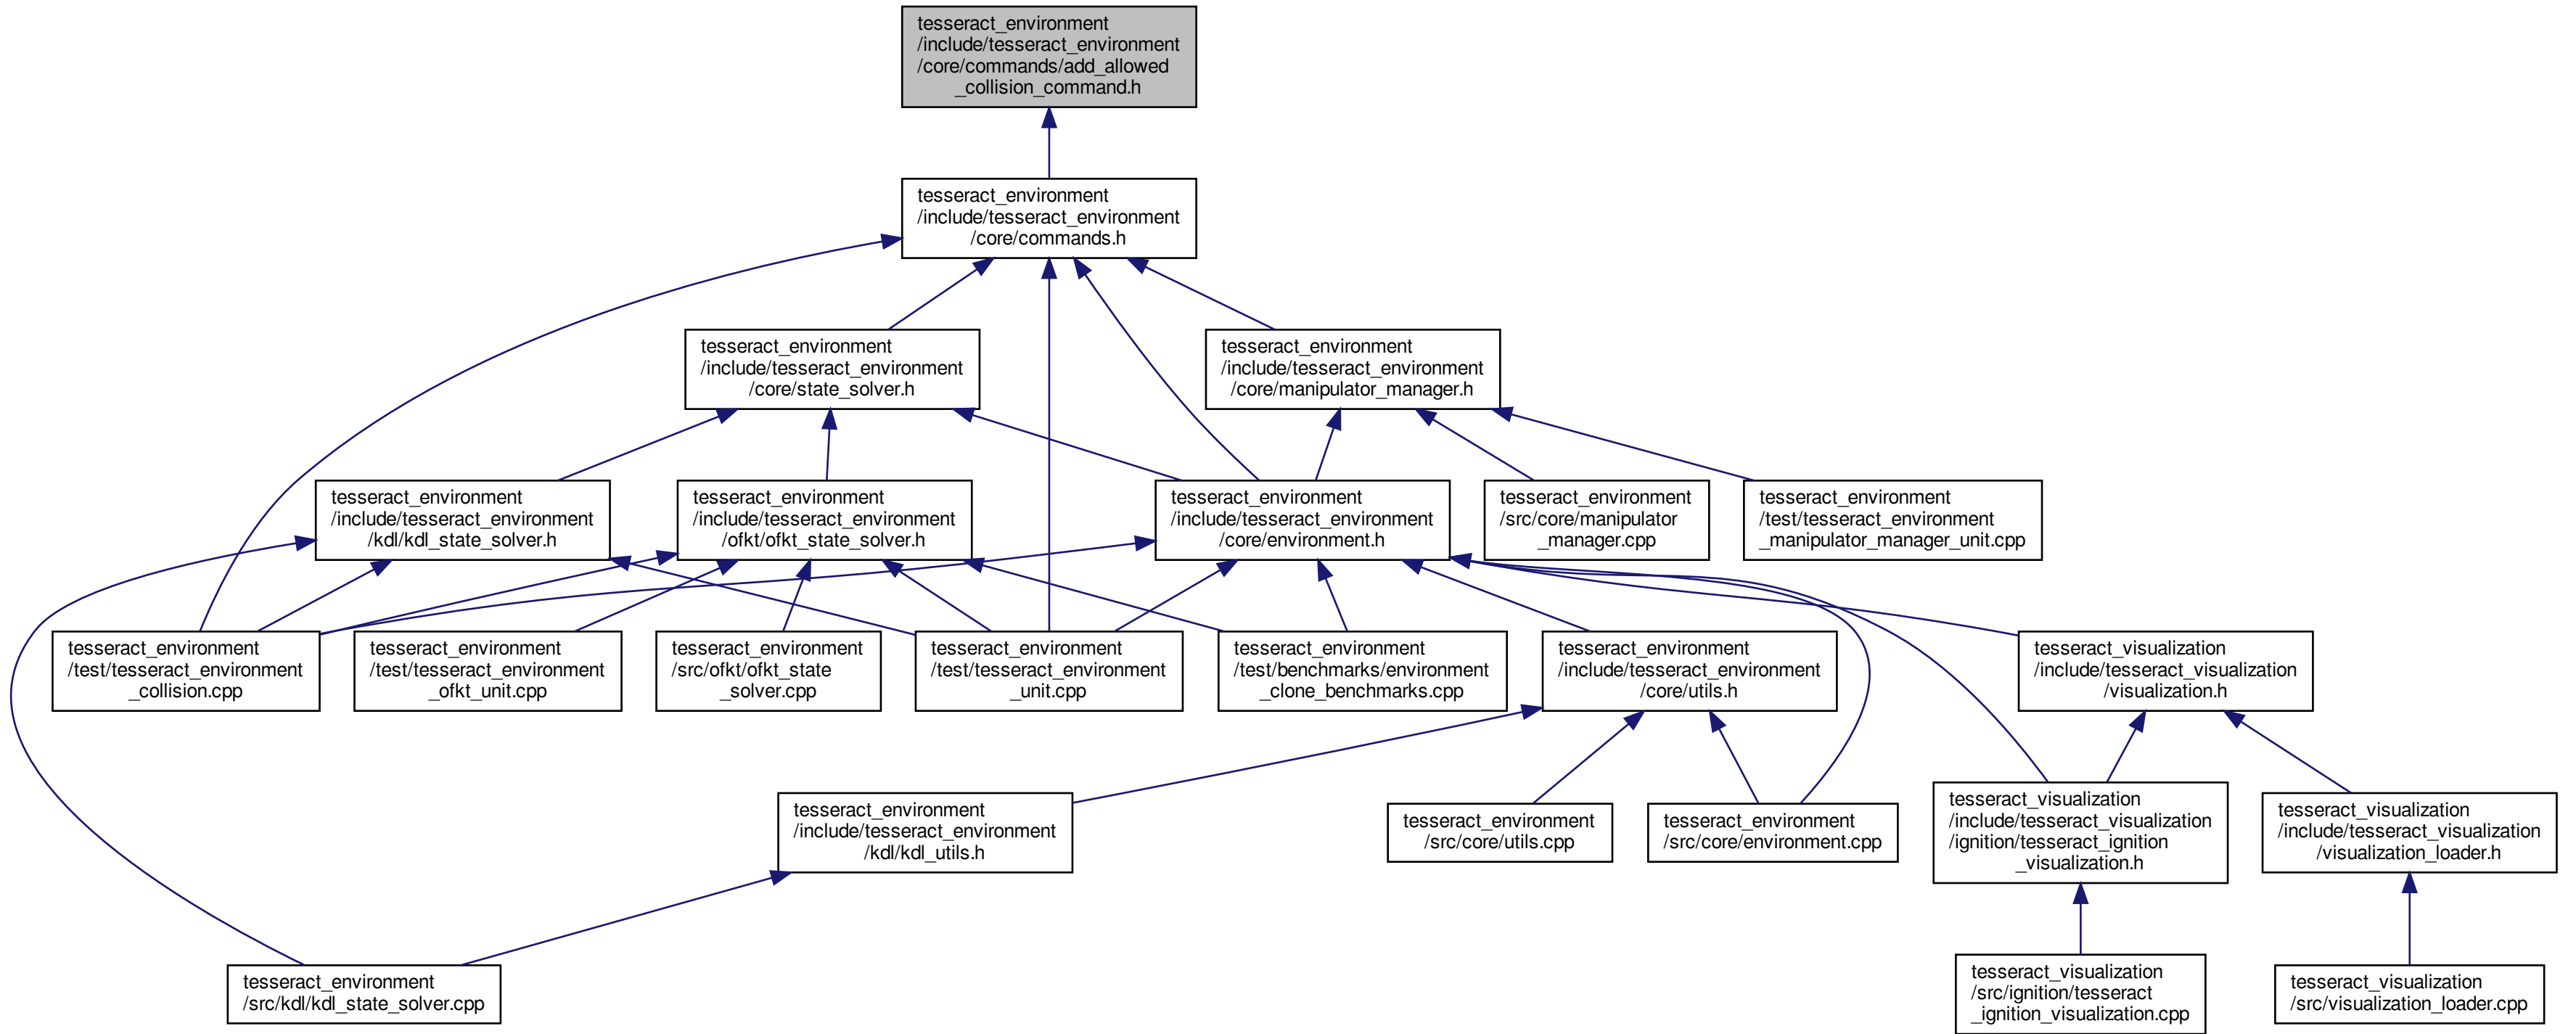 tesseract_environment
/include/tesseract_environment
/core/commands/add_allowed
_collision_command.h
tesseract_environment
/include/tesseract_environment
/core/commands.h
tesseract_environment
/include/tesseract_environment
/core/state_solver.h
tesseract_environment
/include/tesseract_environment
/core/manipulator_manager.h
tesseract_environment
/include/tesseract_environment
/kdl/kdl_state_solver.h
tesseract_environment
/include/tesseract_environment
/ofkt/ofkt_state_solver.h
tesseract_environment
/include/tesseract_environment
/core/environment.h
tesseract_environment
/src/core/manipulator
_manager.cpp
tesseract_environment
/test/tesseract_environment
_manipulator_manager_unit.cpp
tesseract_environment
/test/tesseract_environment
_collision.cpp
tesseract_environment
/test/tesseract_environment
_ofkt_unit.cpp
tesseract_environment
/src/ofkt/ofkt_state
_solver.cpp
tesseract_environment
/test/tesseract_environment
_unit.cpp
tesseract_environment
/test/benchmarks/environment
_clone_benchmarks.cpp
tesseract_environment
/include/tesseract_environment
/core/utils.h
tesseract_visualization
/include/tesseract_visualization
/visualization.h
tesseract_environment
/include/tesseract_environment
/kdl/kdl_utils.h
tesseract_environment
/src/core/utils.cpp
tesseract_environment
/src/core/environment.cpp
tesseract_visualization
/include/tesseract_visualization
/ignition/tesseract_ignition
_visualization.h
tesseract_visualization
/include/tesseract_visualization
/visualization_loader.h
tesseract_environment
/src/kdl/kdl_state_solver.cpp
tesseract_visualization
/src/ignition/tesseract
_ignition_visualization.cpp
tesseract_visualization
/src/visualization_loader.cpp